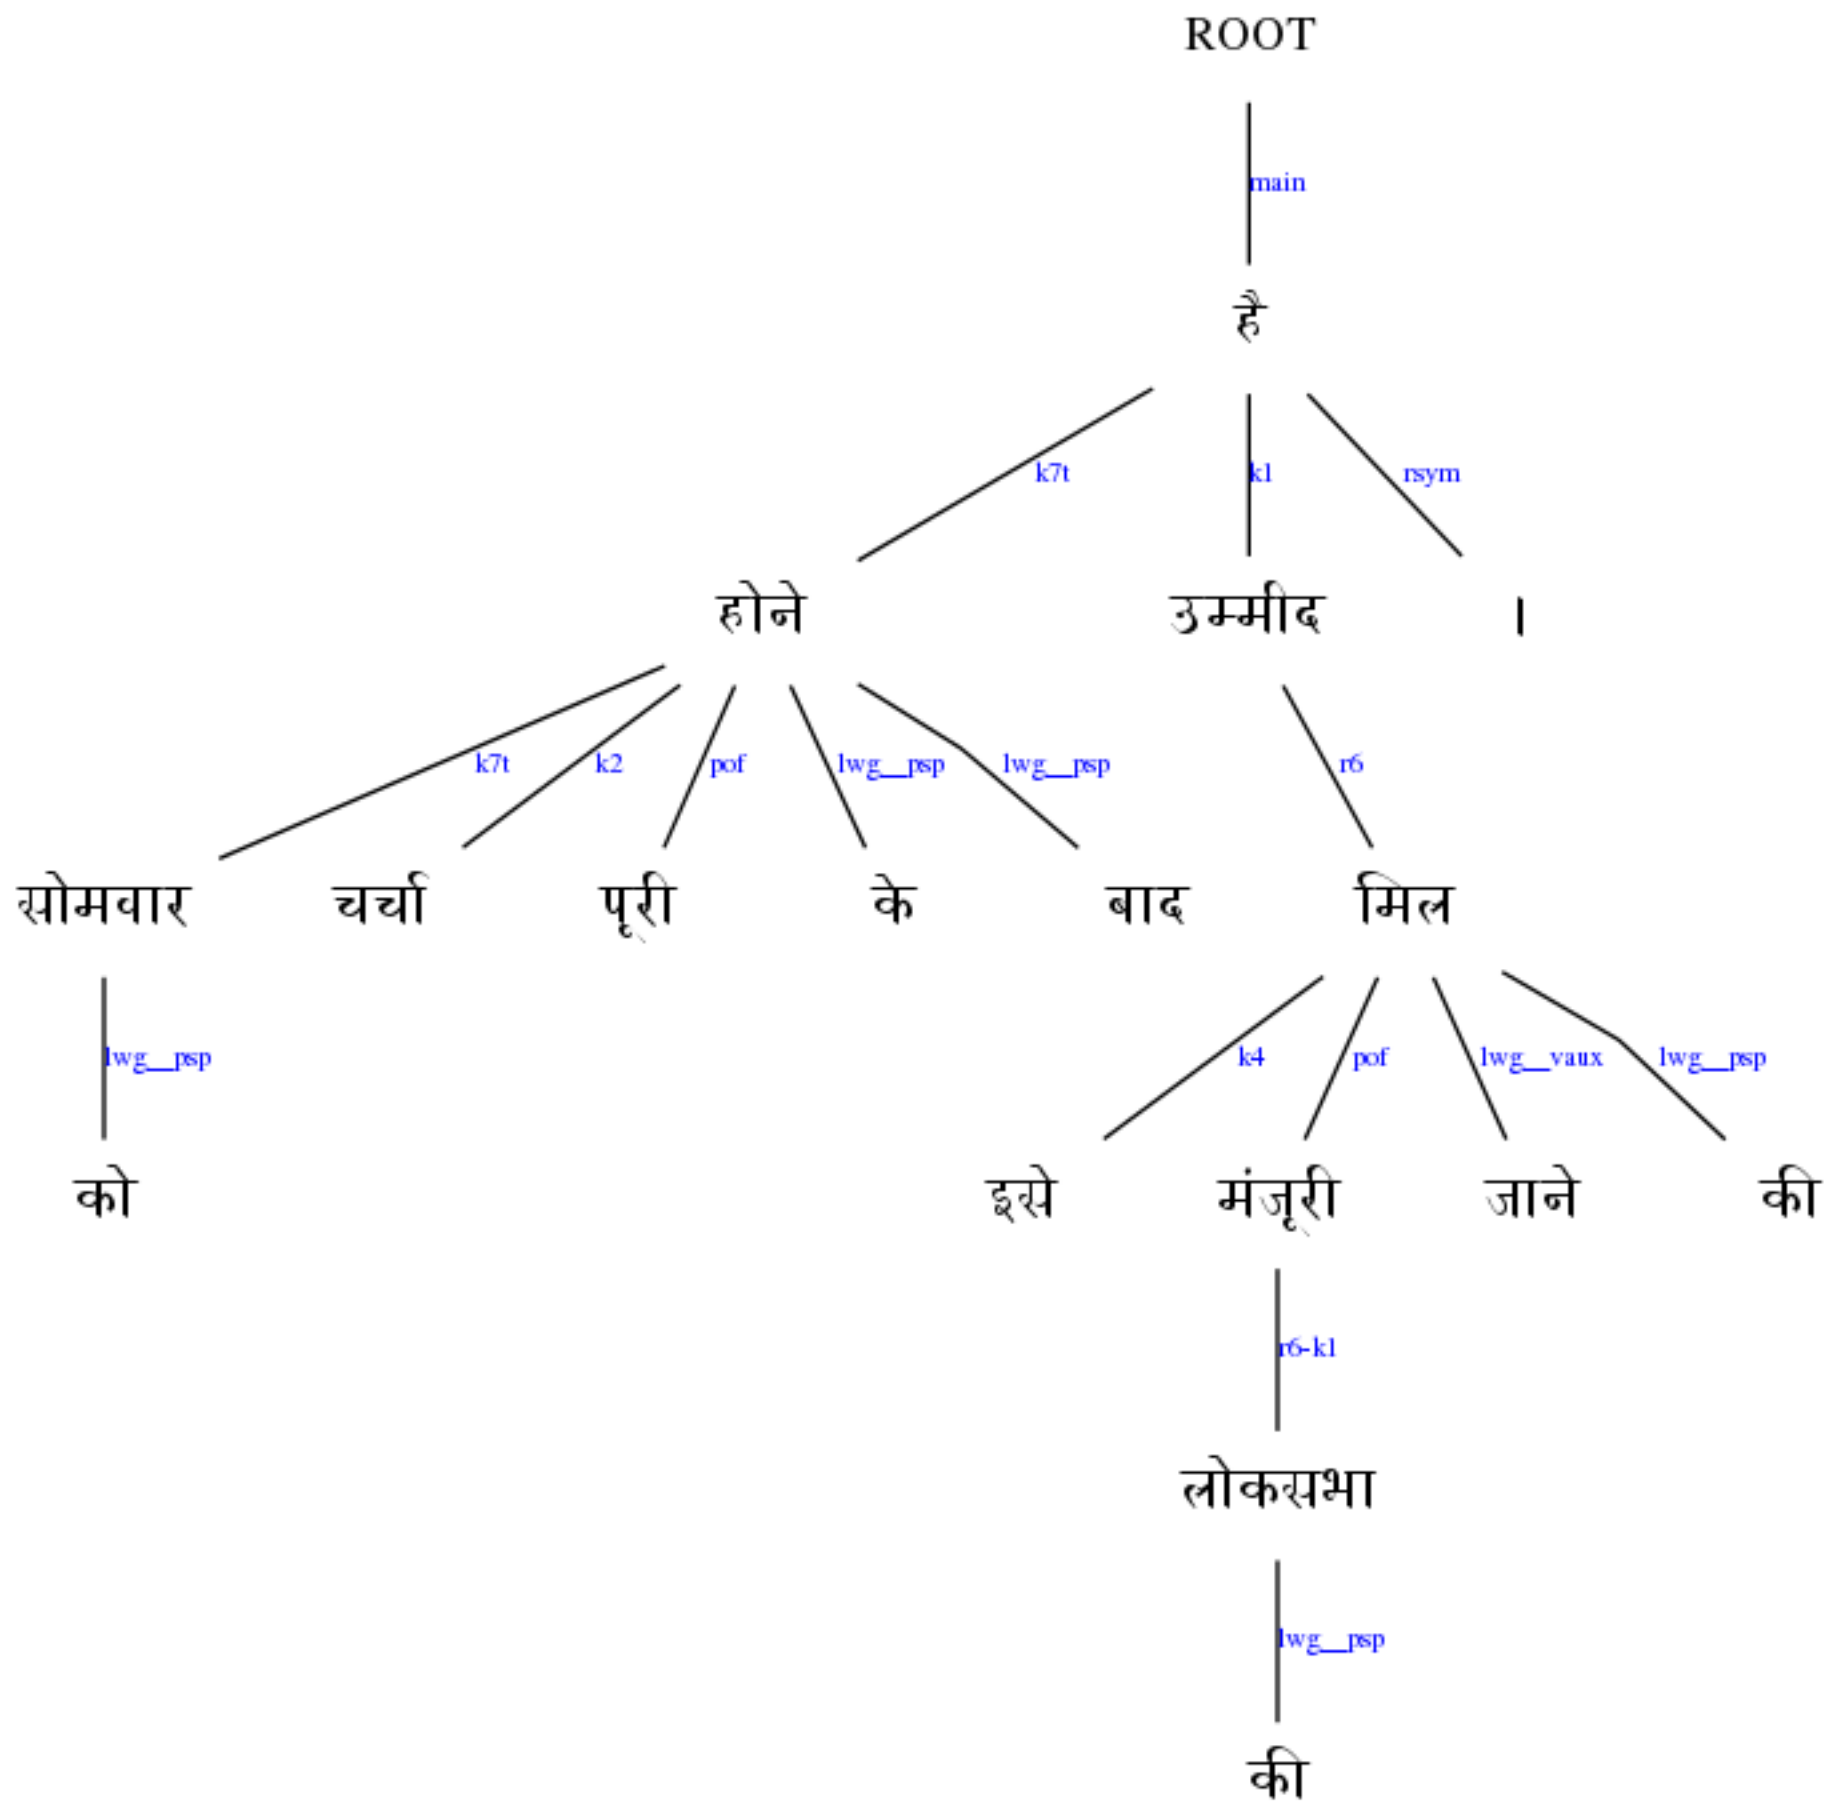 ROOT
main
है
k7t k1 rsym
होने उम्मीद ।
k7t k2 pof lwg__psp lwg__psp r6
सोमवार चर्चा पूरी के बाद मिल
lwg__psp k4 pof lwg__vaux lwg__psp
को इसे मंजूरी जाने की
r6-k1
लोकसभा
lwg__psp
की